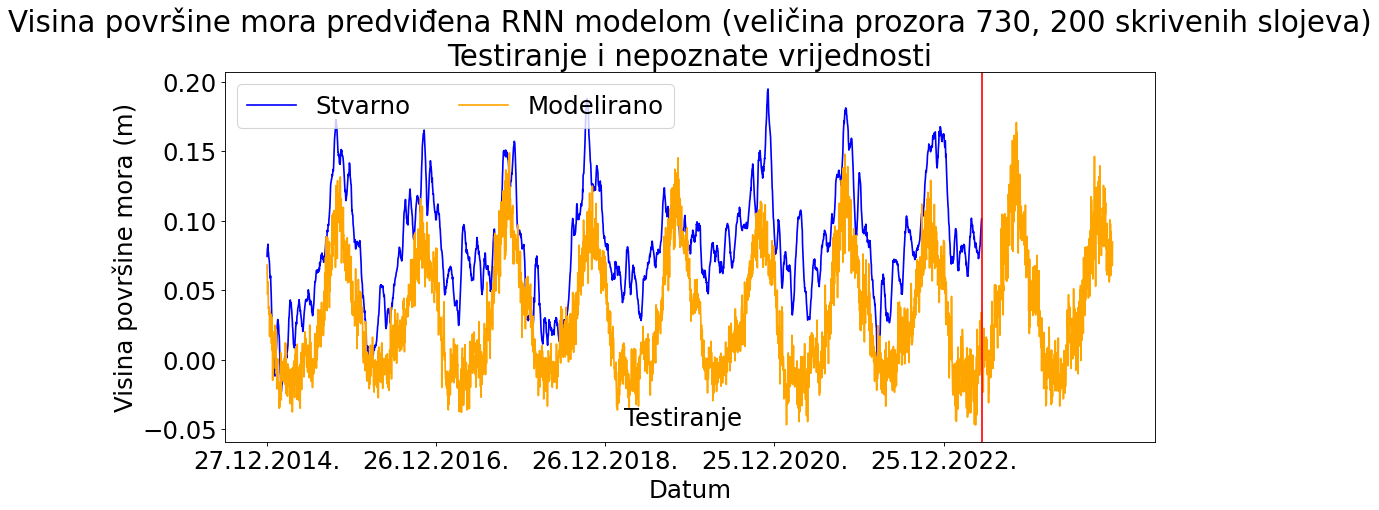 Visina površine mora predviđena RNN modelom (veličina prozora 730, 200 skrivenih slojeva)
Testiranje i nepoznate vrijednosti
Stvarno
Modelirano
Visina površine mora (m)
0.20
0.15
0.10
0.05
0.00
−0.05
Testiranje
27.12.2014.
26.12.2016.
26.12.2018.
25.12.2020.
25.12.2022.
Datum